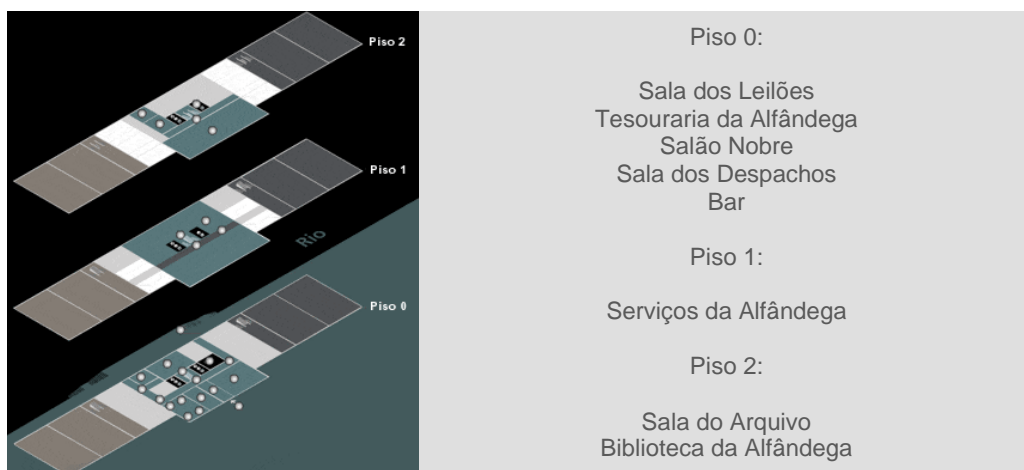 Piso 2
Piso 1
Rio
Piso 0
Piso 0:
Sala dos Leilões
Tesouraria da Alfândega
Salão Nobre
Sala dos Despachos
Bar
Piso 1:
Serviços da Alfândega
Piso 2:
Sala do Arquivo
Biblioteca da Alfândega